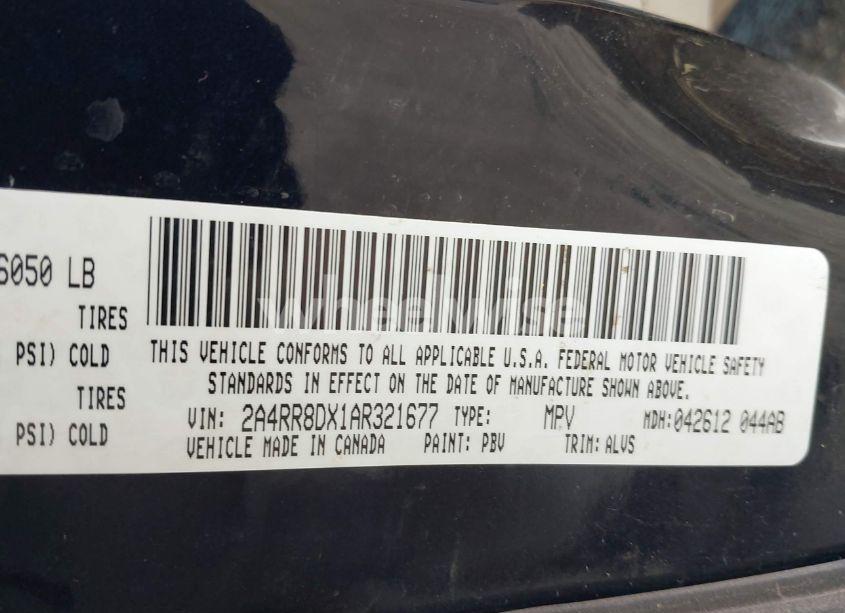 6050 LB
TIRES
PSI) COLD
TIRES
PSI) COLD
THIS VEHICLE CONFORMS TO ALL APPLICABLE U.S.A. FEDERAL MOTOR VEHICLE SAFETY
STANDARDS IN EFFECT ON THE DATE OF MANUFACTURE SHOWN ABOVE.
VIN: 2A4RR8DX1AR321677 TYPE: MPV MDH:042612 044AB
VEHICLE MADE IN CANADA PAINT: PBV TRIM: ALVS
wheelwise